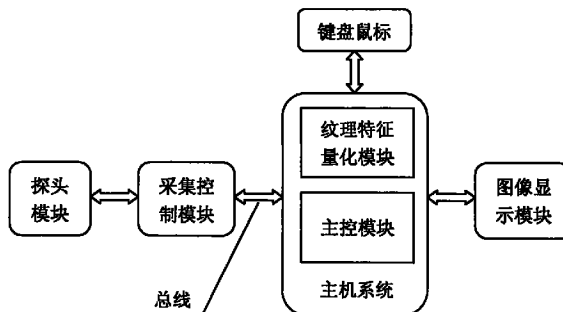 键盘鼠标
纹理特征
量化模块
探头
模块
采集控
制模块
主控模块
图像显
示模块
主机系统
总线